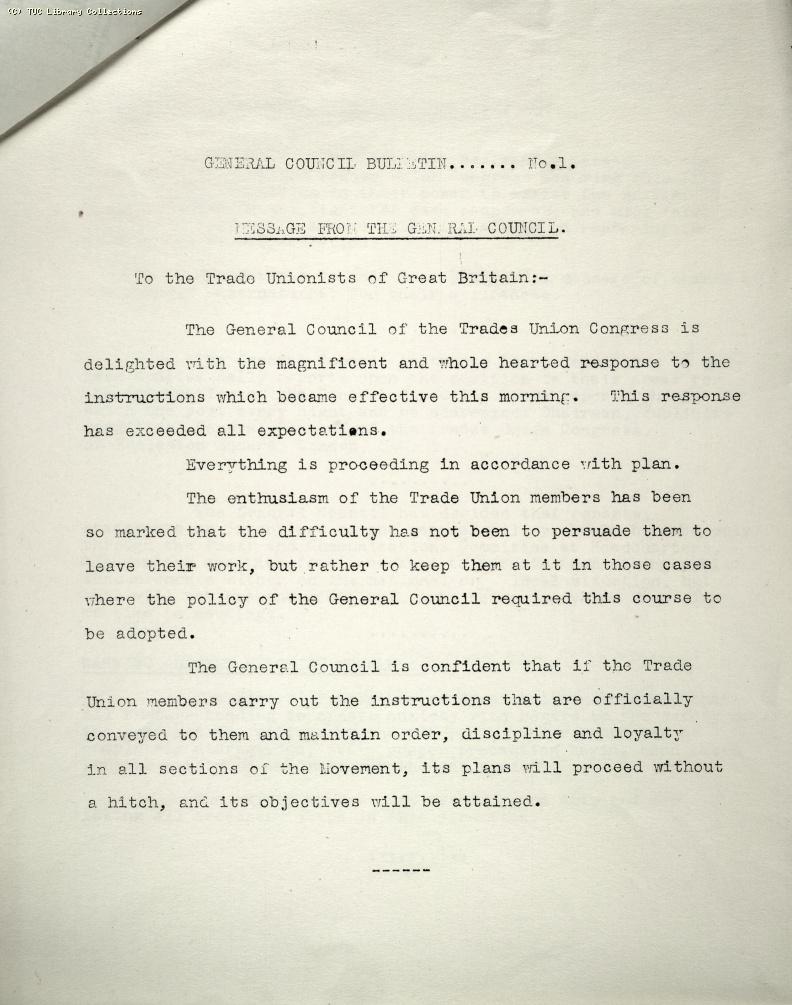 (C) TUC Library Collections
GENERAL COUNCIL BULLETIN....... No.1.
MESSAGE FROM THE GENERAL COUNCIL.
To the Trade Unionists of Great Britain:-
The General Council of the Trades Union Congress is
delighted with the magnificent and whole hearted response to the
instructions which became effective this morning. This response
has exceeded all expectations.
Everything is proceeding in accordance with plan.
The enthusiasm of the Trade Union members has been
so marked that the difficulty has not been to persuade them to
leave their work, but rather to keep them at it in those cases
where the policy of the General Council required this course to
be adopted.
The General Council is confident that if the Trade
Union members carry out the instructions that are officially
conveyed to them and maintain order, discipline and loyalty
in all sections of the Movement, its plans will proceed without
a hitch, and its objectives will be attained.
------